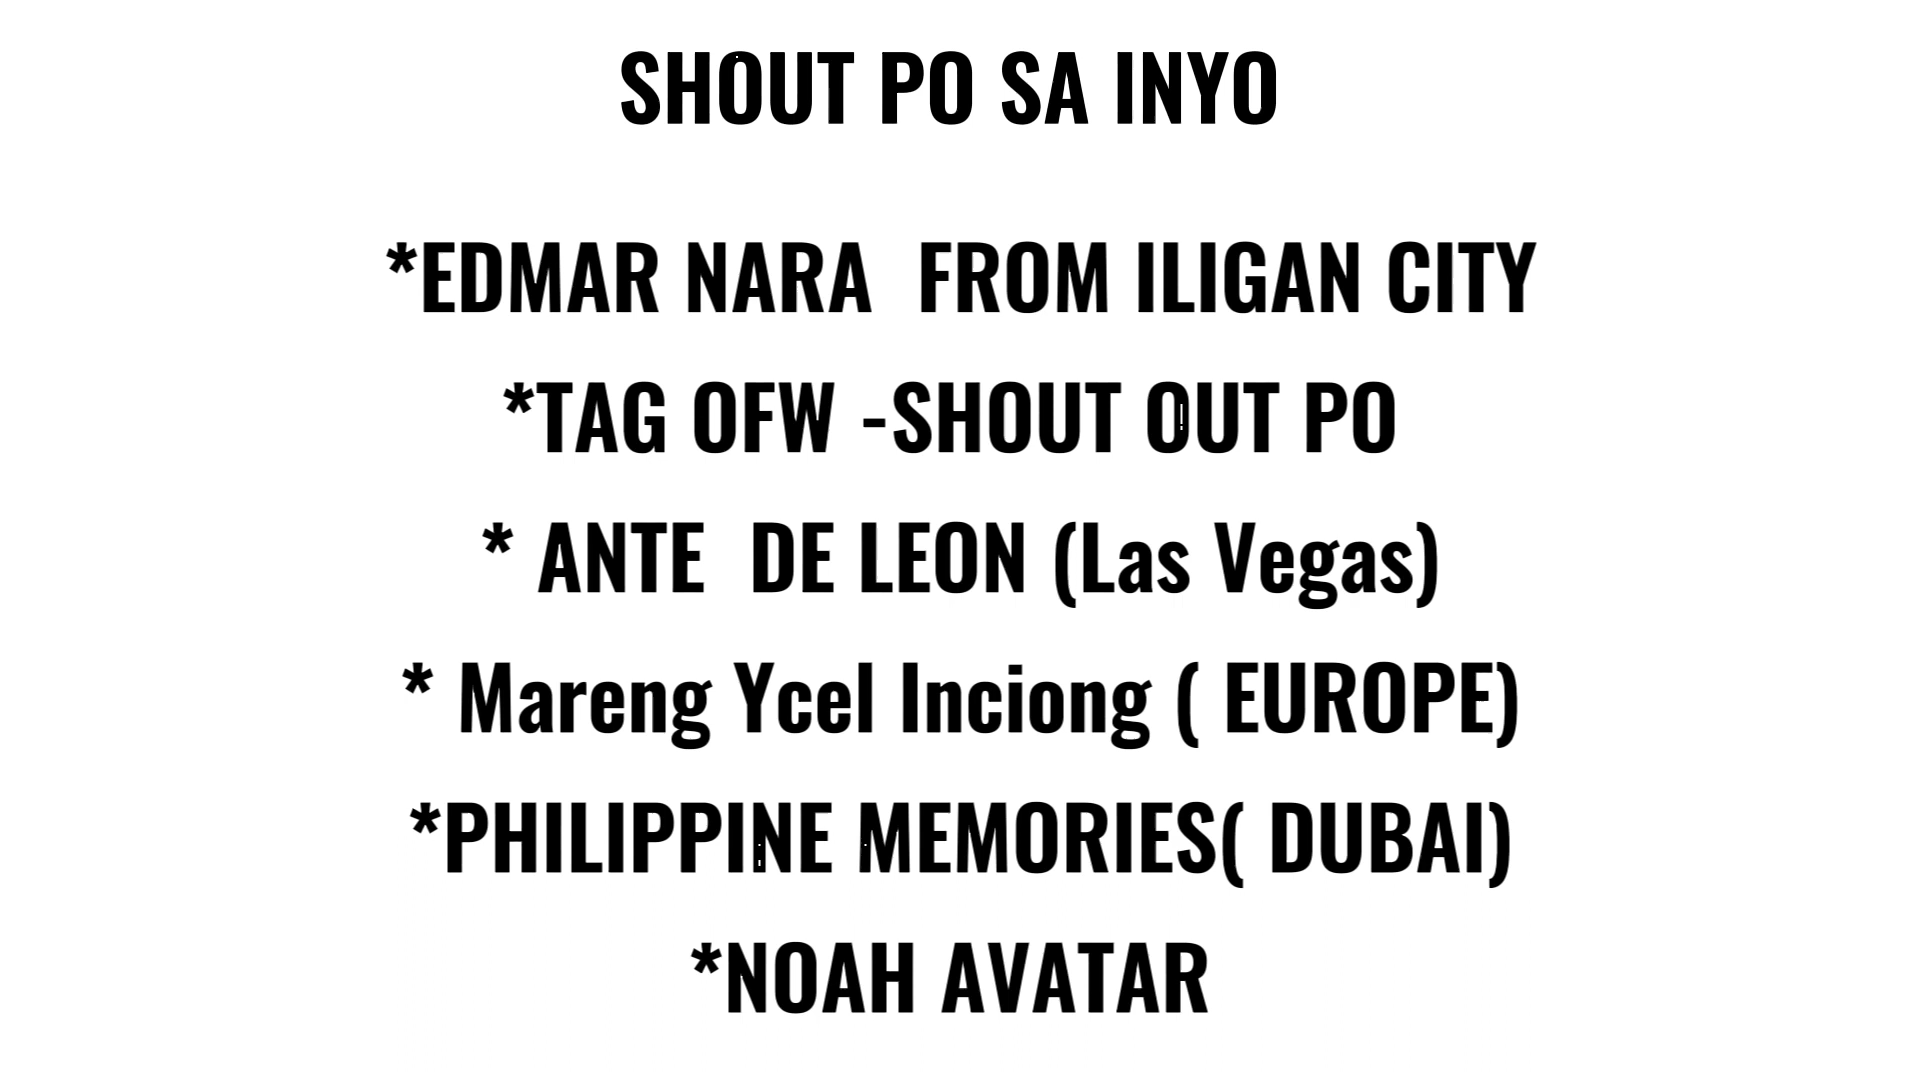 SHOUT PO SA INYO
*EDMAR NARA  FROM ILIGAN CITY
*TAG OFW -SHOUT OUT PO
* ANTE  DE LEON (Las Vegas)
* Mareng Ycel Inciong ( EUROPE)
*PHILIPPINE MEMORIES( DUBAI)
*NOAH AVATAR